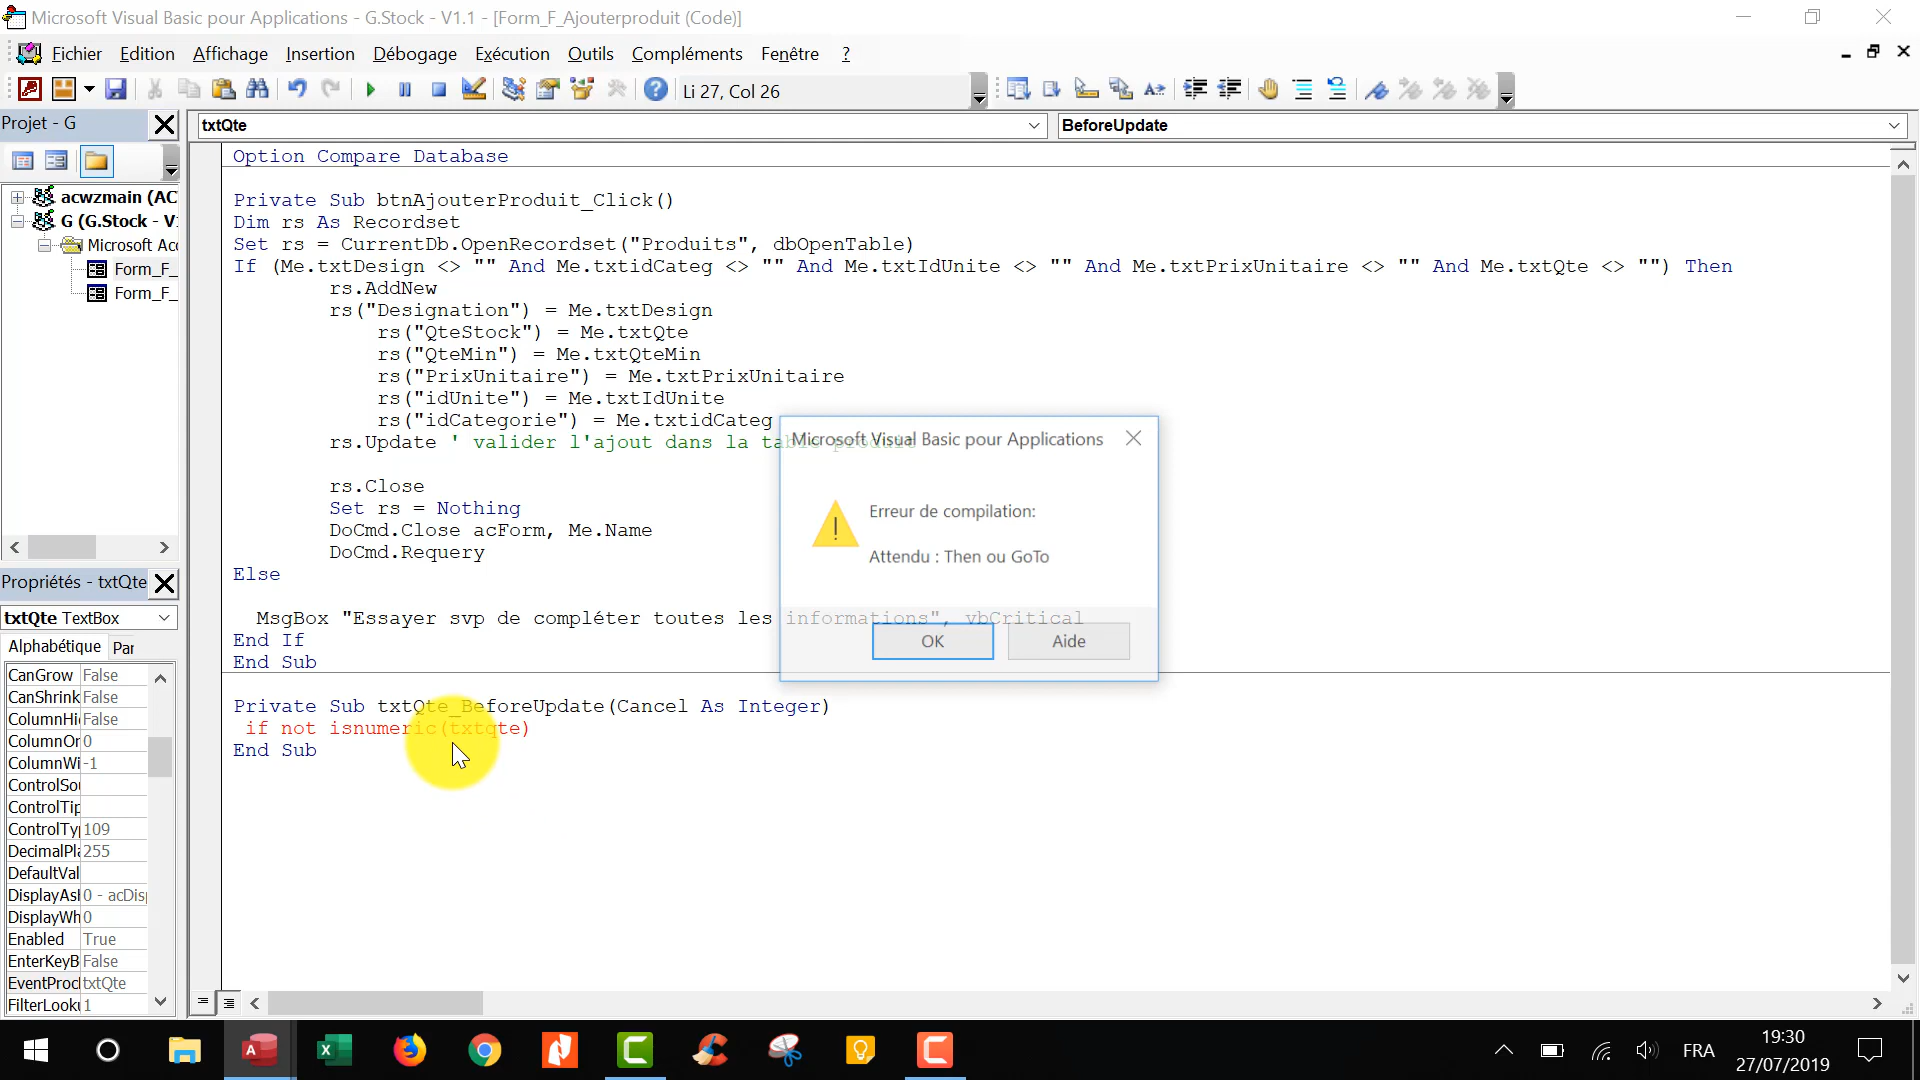 Microsoft Visual Basic pour Applications - G.Stock - V1.1 - [Form_F_Ajouterproduit (Code)]
Fichier Edition Affichage Insertion Débogage Exécution Outils Compléments Fenêtre ?
Li 27, Col 26
Projet - G
txtQte
BeforeUpdate
acwzmain (AC
G (G.Stock - V
Microsoft Ac
Form_F_
Form_F_
Option Compare Database
Private Sub btnAjouterProduit_Click()
Dim rs As Recordset
Set rs = CurrentDb.OpenRecordset("Produits", dbOpenTable)
If (Me.txtDesign <> "" And Me.txtidCateg <> "" And Me.txtIdUnite <> "" And Me.txtPrixUnitaire <> "" And Me.txtQte <> "") Then
rs.AddNew
rs("Designation") = Me.txtDesign
rs("QteStock") = Me.txtQte
rs("QteMin") = Me.txtQteMin
rs("PrixUnitaire") = Me.txtPrixUnitaire
rs("idUnite") = Me.txtIdUnite
rs("idCategorie") = Me.txtidCateg
rs.Update ' valider l'ajout dans la table produit
rs.Close
Set rs = Nothing
DoCmd.Close acForm, Me.Name
DoCmd.Requery
Else
MsgBox "Essayer svp de compléter toutes les informations", vbCritical
End If
End Sub
Private Sub txtQte_BeforeUpdate(Cancel As Integer)
if not isnumeric(txtqte)
End Sub
Microsoft Visual Basic pour Applications
Erreur de compilation:
Attendu : Then ou GoTo
OK
Aide
Propriétés - txtQte
txtQte TextBox
Alphabétique Par
CanGrow False
CanShrink False
ColumnHi False
ColumnOr 0
ColumnWi -1
ControlSo
ControlTip
ControlTy 109
DecimalPl 255
DefaultVal
DisplayAs 0 - acDis
DisplayWh 0
Enabled True
EnterKeyB False
EventProc txtQte
FilterLook 1
FRA
19:30
27/07/2019